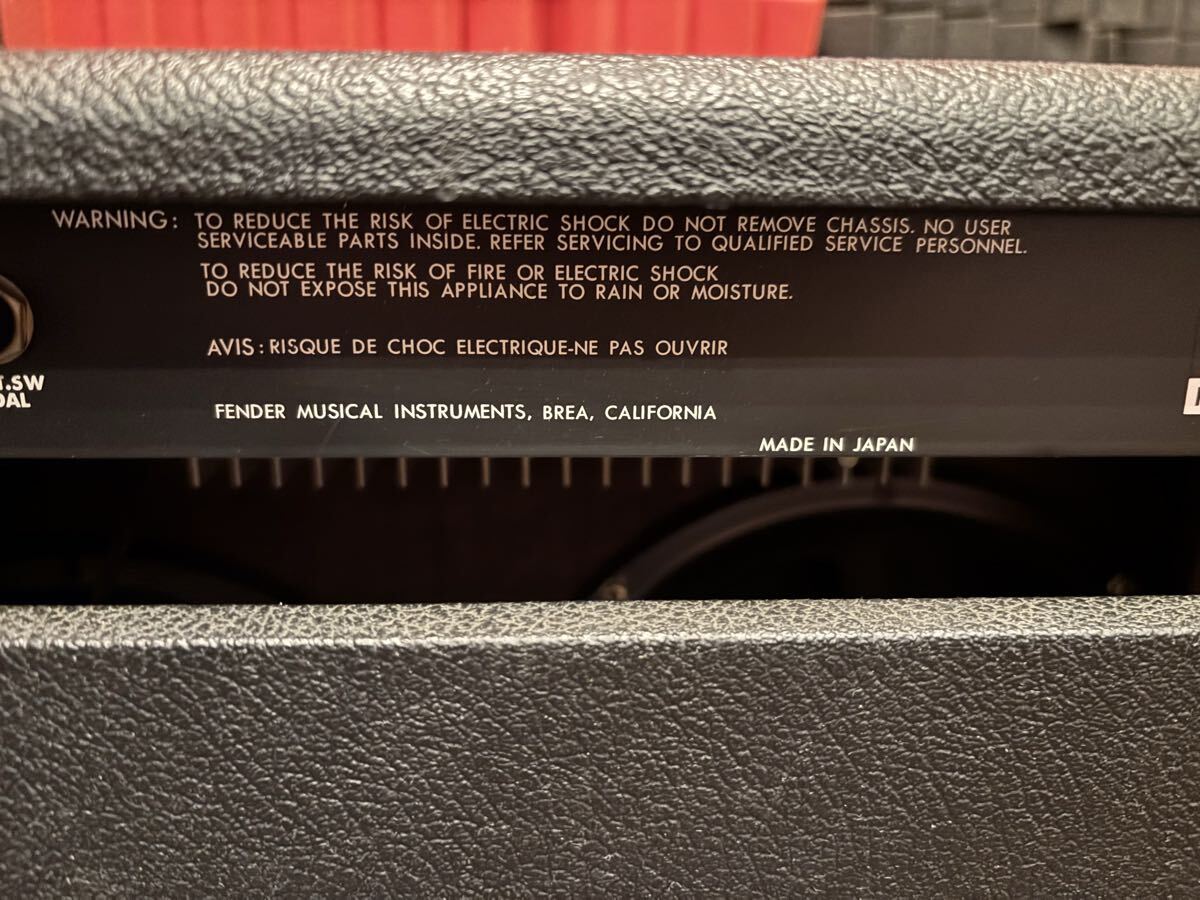 WARNING: TO REDUCE THE RISK OF ELECTRIC SHOCK DO NOT REMOVE CHASSIS. NO USER
SERVICEABLE PARTS INSIDE. REFER SERVICING TO QUALIFIED SERVICE PERSONNEL.
TO REDUCE THE RISK OF FIRE OR ELECTRIC SHOCK
DO NOT EXPOSE THIS APPLIANCE TO RAIN OR MOISTURE.
AVIS: RISQUE DE CHOC ELECTRIQUE-NE PAS OUVRIR
T.SW
DAL
FENDER MUSICAL INSTRUMENTS, BREA, CALIFORNIA
MADE IN JAPAN